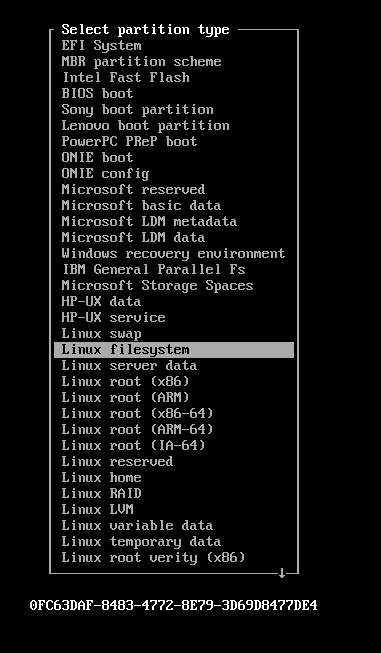 Select partition type
EFI System
MBR partition scheme
Intel Fast Flash
BIOS boot
Sony boot partition
Lenovo boot partition
PowerPC PReP boot
ONIE boot
ONIE config
Microsoft reserved
Microsoft basic data
Microsoft LDM metadata
Microsoft LDM data
Windows recovery environment
IBM General Parallel Fs
Microsoft Storage Spaces
HP-UX data
HP-UX service
Linux swap
Linux filesystem
Linux server data
Linux root (x86)
Linux root (ARM)
Linux root (x86-64)
Linux root (ARM-64)
Linux root (IA-64)
Linux reserved
Linux home
Linux RAID
Linux LVM
Linux variable data
Linux temporary data
Linux root verity (x86)
↓
0FC63DAF-8483-4772-8E79-3D69D8477DE4